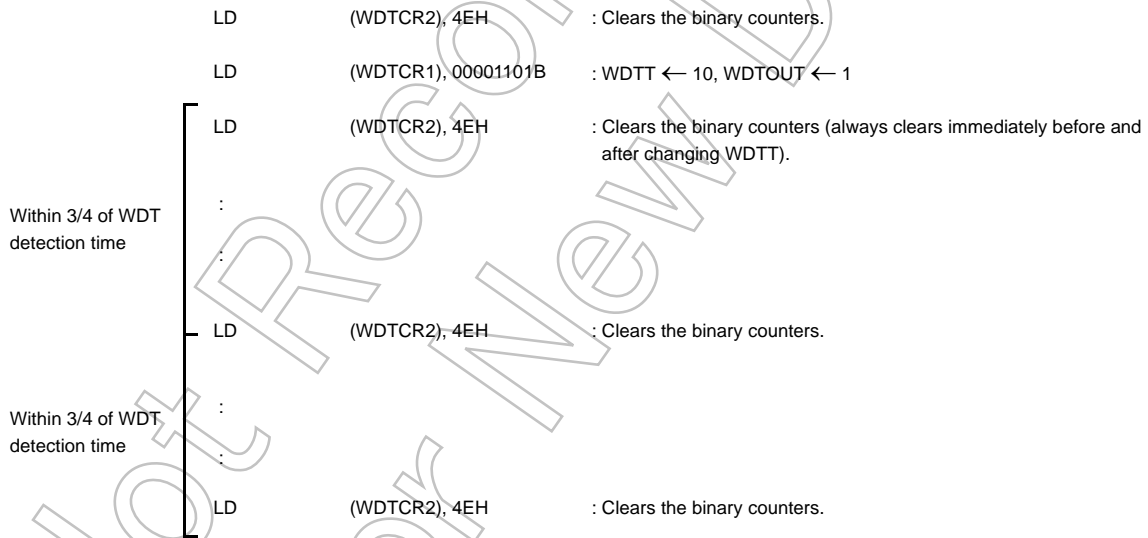 LD (WDTCR2), 4EH : Clears the binary counters.
LD (WDTCR1), 00001101B : WDTT ← 10, WDTOUT ← 1
LD (WDTCR2), 4EH : Clears the binary counters (always clears immediately before and
after changing WDTT).
Within 3/4 of WDT :
detection time
:
LD (WDTCR2), 4EH : Clears the binary counters.
Within 3/4 of WDT :
detection time
:
LD (WDTCR2), 4EH : Clears the binary counters.